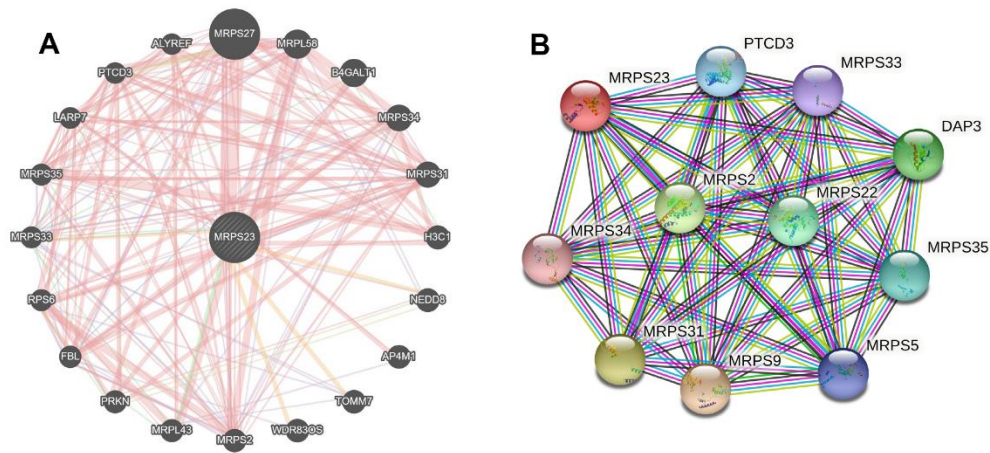 A
MRPS27
ALYREF
MRPL58
PTCD3
B4GALT1
LARP7
MRPS34
MRPS35
MRPS31
MRPS33
MRPS23
H3C1
RPS6
NEDD8
FBL
AP4M1
PRKN
TOMM7
MRPL43
WDR83OS
MRPS2
B
PTCD3
MRPS23
MRPS33
DAP3
MRPS2
MRPS22
MRPS34
MRPS35
MRPS31
MRPS9
MRPS5